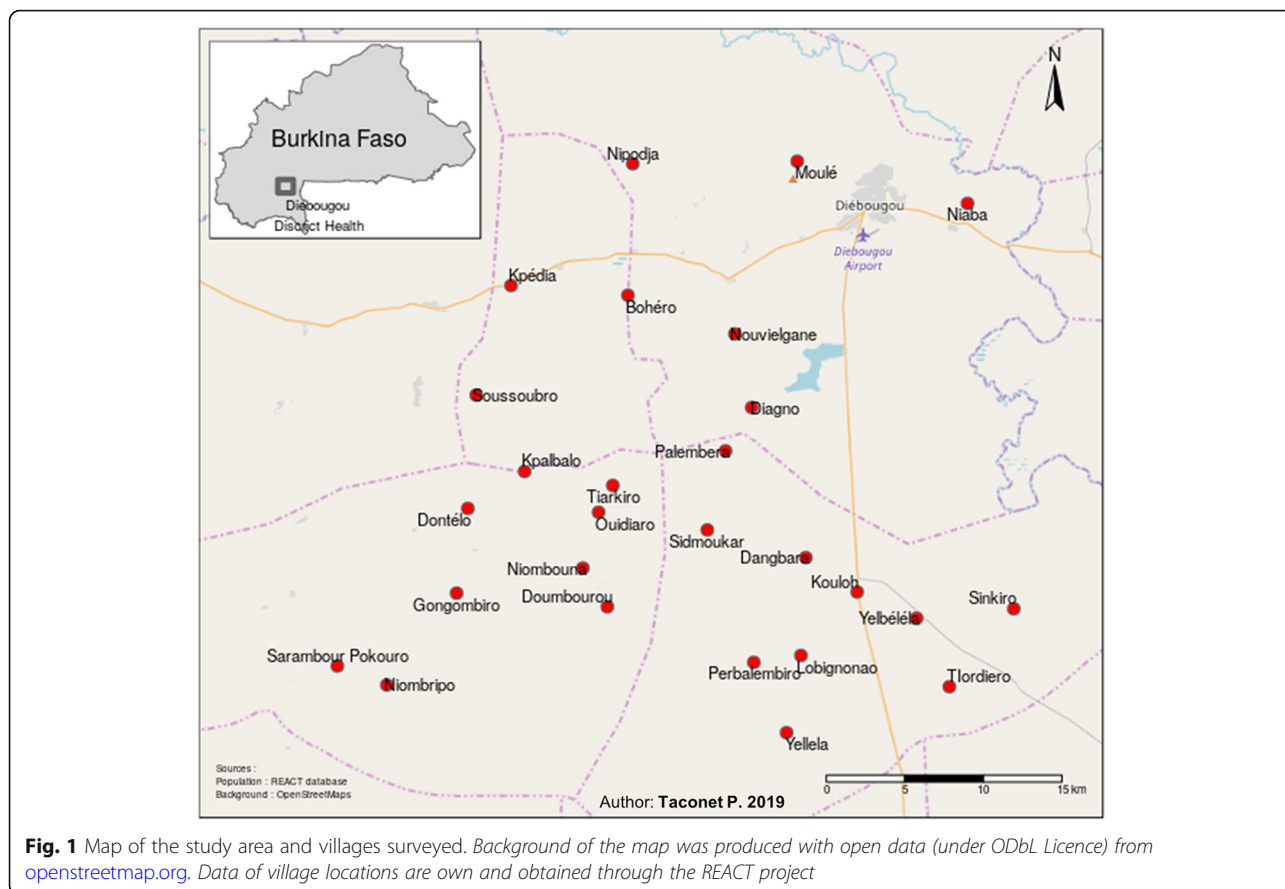 N
Burkina Faso
Diébougou
Disctrict Health
Nipodja
Moulé
Diébougou
Niaba
Diebougou
Airport
Kpédia
Bohéro
Nouvielgane
Soussoubro
Diagno
Palembera
Kpalbalo
Tiarkiro
Dontélo
Ouidiaro
Sidmoukar
Dangbara
Niombouna
Kouloh
Gongombiro
Doumbourou
Yelbéléla
Sinkiro
Sarambour Pokouro
Niombripo
Perbalembiro
Lobignonao
TIordiero
Yellela
Sources :
Population : REACT database
Background : OpenStreetMaps
0 5 10 15 km
Author: Taconet P. 2019
Fig. 1 Map of the study area and villages surveyed. Background of the map was produced with open data (under ODbL Licence) from
openstreetmap.org. Data of village locations are own and obtained through the REACT project